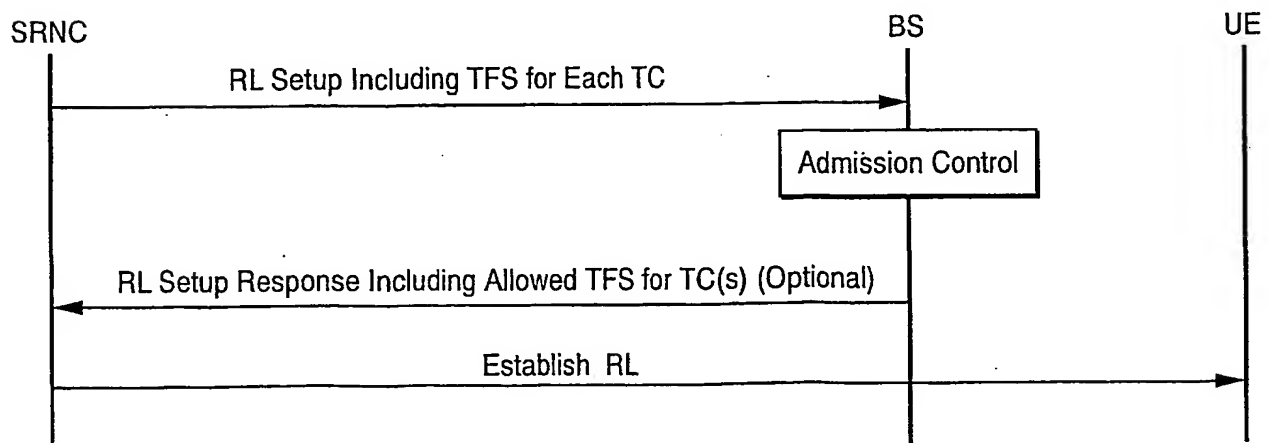 SRNC BS UE
RL Setup Including TFS for Each TC
Admission Control
RL Setup Response Including Allowed TFS for TC(s) (Optional)
Establish RL